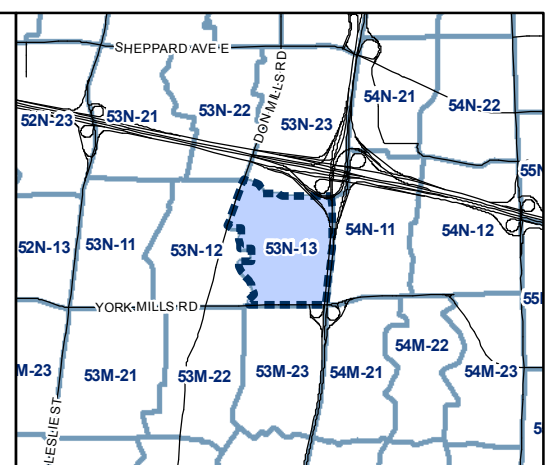 SHEPPARD AVE E
DON MILLS RD
54N-21
54N-22
52N-23
53N-21
53N-22
53N-23
55N
52N-13
53N-11
53N-12
53N-13
54N-11
54N-12
YORK MILLS RD
55
54M-22
M-23
53M-21
53M-22
53M-23
54M-21
54M-23
LESLIE ST
5